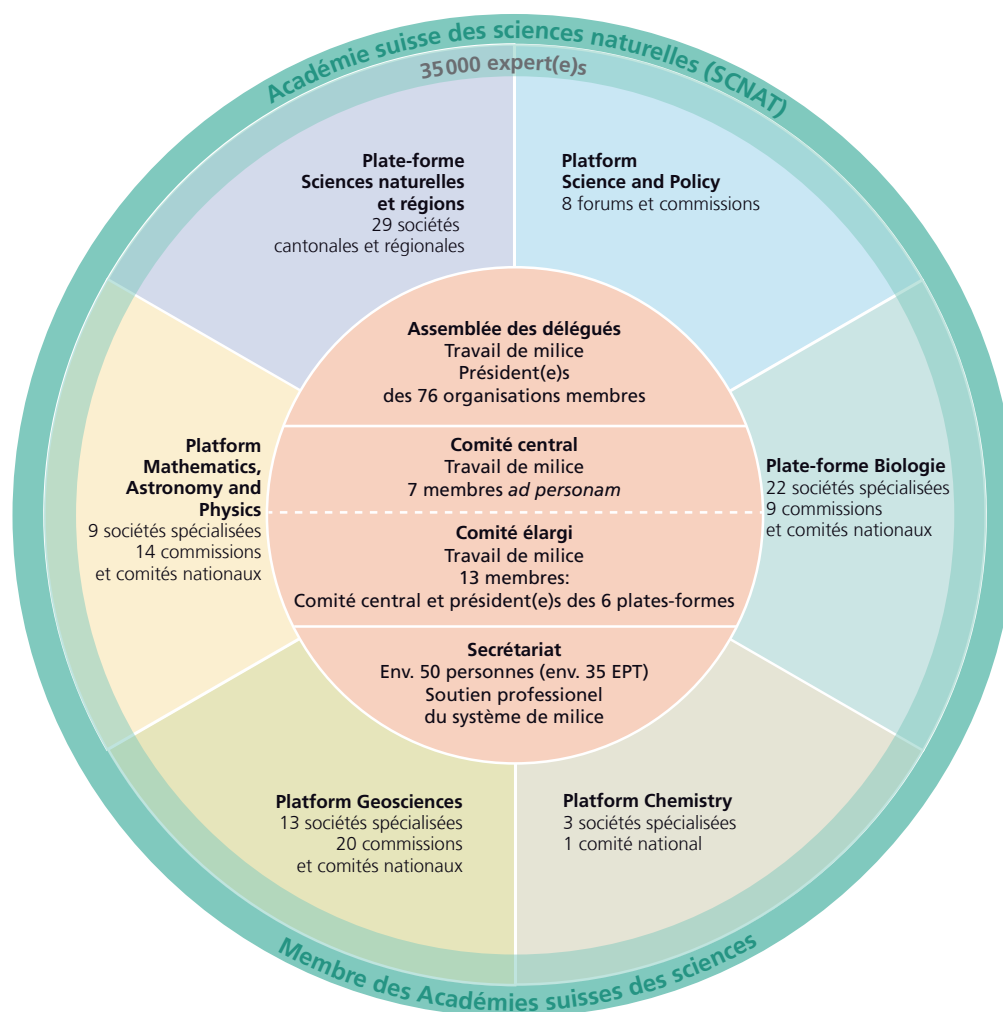 Académie suisse des sciences naturelles (SCNAT)
35000 expert(e)s
Plate-forme
Sciences naturelles
et régions
29 sociétés
cantonales et régionales
Platform
Science and Policy
8 forums et commissions
Assemblée des délégués
Travail de milice
Président(e)s
des 76 organisations membres
Comité central
Travail de milice
7 membres ad personam
Comité élargi
Travail de milice
13 membres:
Comité central et président(e)s des 6 plates-formes
Secrétariat
Env. 50 personnes (env. 35 EPT)
Soutien professionel
du système de milice
Platform
Mathematics,
Astronomy and
Physics
9 sociétés spécialisées
14 commissions
et comités nationaux
Plate-forme Biologie
22 sociétés spécialisées
9 commissions
et comités nationaux
Platform Geosciences
13 sociétés spécialisées
20 commissions
et comités nationaux
Platform Chemistry
3 sociétés spécialisées
1 comité national
Membre des Académies suisses des sciences